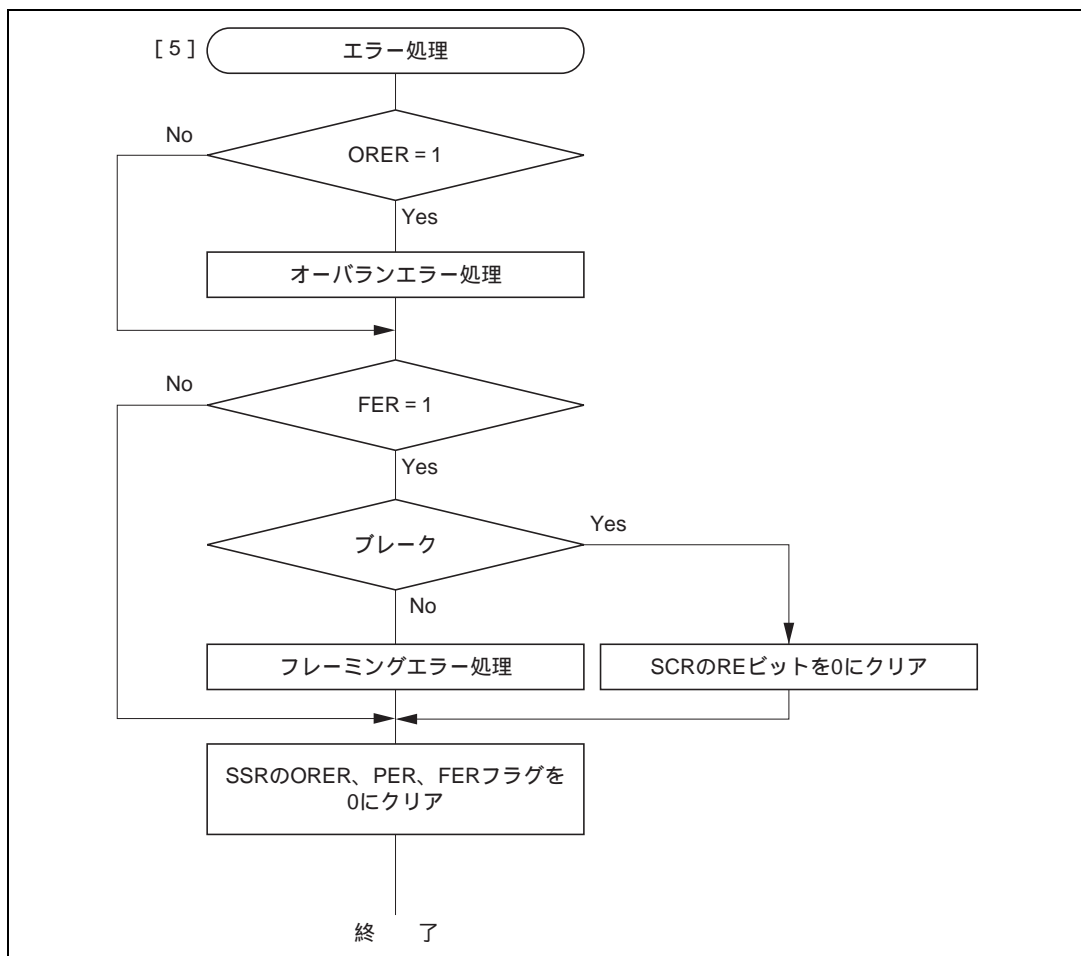 [ 5 ] エラー処理
No
ORER = 1
Yes
オーバランエラー処理
No
FER = 1
Yes
ブレーク
Yes
No
フレーミングエラー処理
SCRのREビットを0にクリア
SSRのORER、PER、FERフラグを
0にクリア
終 了